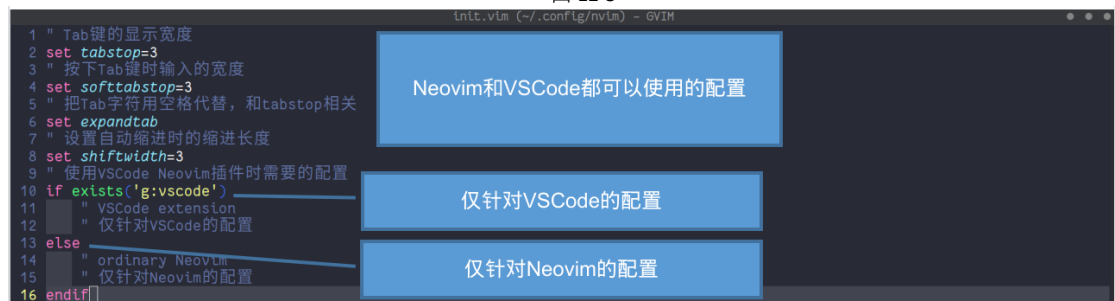 init.vim (~/.config/nvim) - GVIM
1 " Tab键的显示宽度
2 set tabstop=3
3 " 按下Tab键时输入的宽度
4 set softtabstop=3
5 " 把Tab字符用空格代替，和tabstop相关
6 set expandtab
7 " 设置自动缩进时的缩进长度
8 set shiftwidth=3
9 " 使用VSCode Neovim插件时需要的配置
10 if exists('g:vscode')
11 " VSCode extension
12 " 仅针对VSCode的配置
13 else
14 " ordinary Neovim
15 " 仅针对Neovim的配置
16 endif
Neovim和VSCode都可以使用的配置
仅针对VSCode的配置
仅针对Neovim的配置